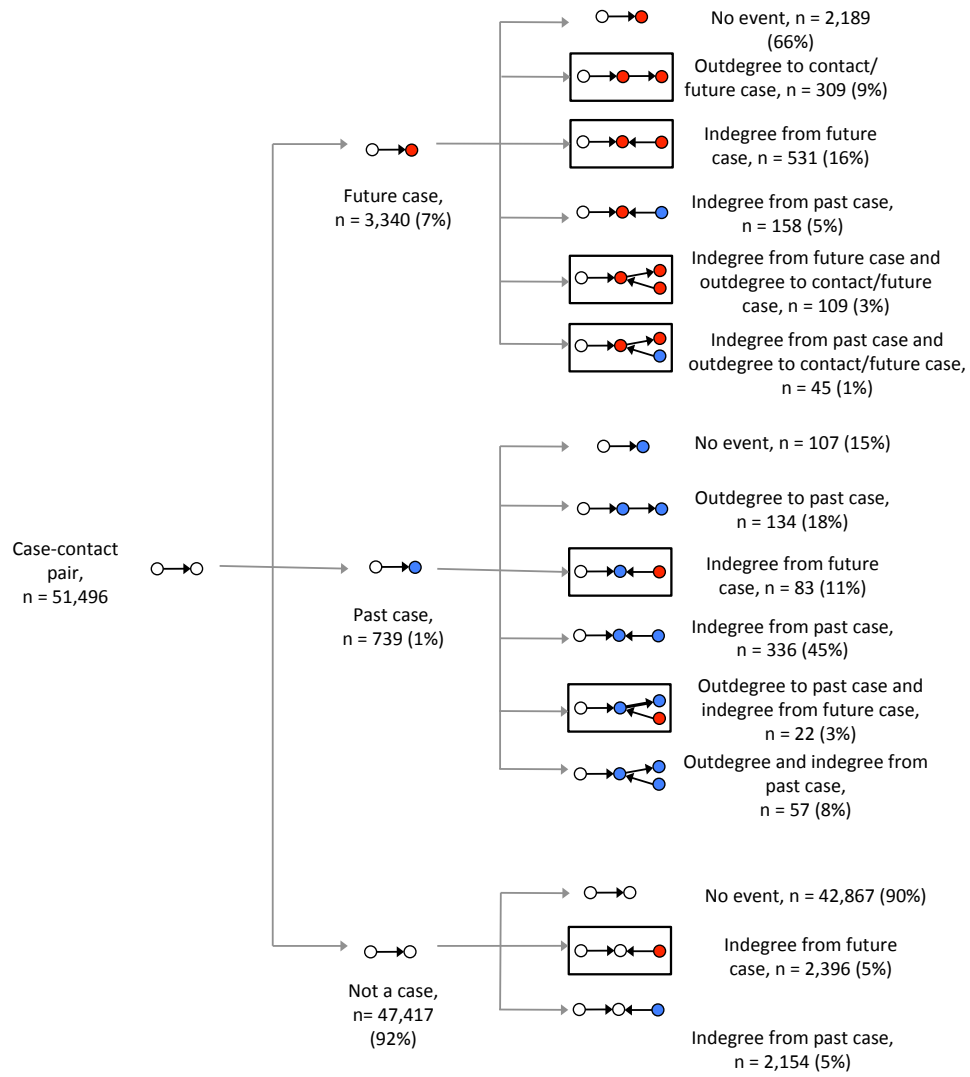 No event, n = 2,189
(66%)
Outdegree to contact/
future case, n = 309 (9%)
Indegree from future
case, n = 531 (16%)
Future case,
n = 3,340 (7%)
Indegree from past case,
n = 158 (5%)
Indegree from future case and
outdegree to contact/future
case, n = 109 (3%)
Indegree from past case and
outdegree to contact/future case,
n = 45 (1%)
No event, n = 107 (15%)
Outdegree to past case,
n = 134 (18%)
Case-contact
pair,
n = 51,496
Indegree from future
case, n = 83 (11%)
Past case,
n = 739 (1%)
Indegree from past case,
n = 336 (45%)
Outdegree to past case and
indegree from future case,
n = 22 (3%)
Outdegree and indegree from
past case,
n = 57 (8%)
No event, n = 42,867 (90%)
Indegree from future
case, n = 2,396 (5%)
Not a case,
n= 47,417
(92%)
Indegree from past case,
n = 2,154 (5%)